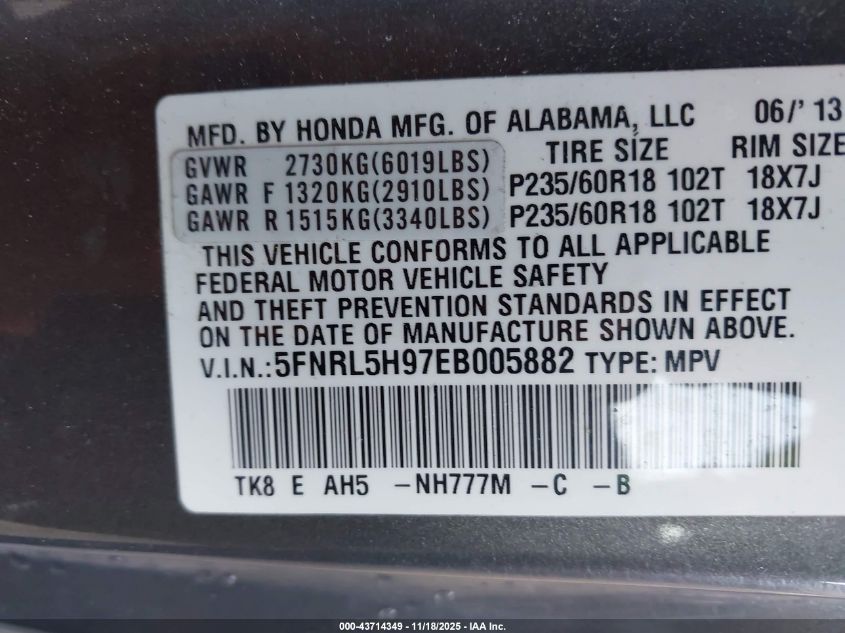 MFD. BY HONDA MFG. OF ALABAMA, LLC 06/' 13
GVWR 2730KG(6019LBS) TIRE SIZE RIM SIZE
GAWR F 1320KG(2910LBS) P235/60R18 102T 18X7J
GAWR R 1515KG(3340LBS) P235/60R18 102T 18X7J
THIS VEHICLE CONFORMS TO ALL APPLICABLE
FEDERAL MOTOR VEHICLE SAFETY
AND THEFT PREVENTION STANDARDS IN EFFECT
ON THE DATE OF MANUFACTURE SHOWN ABOVE.
V.I.N.:5FNRL5H97EB005882 TYPE: MPV
TK8 E AH5 -NH777M -C -B
000-43714349 - 11/18/2025 - IAA Inc.